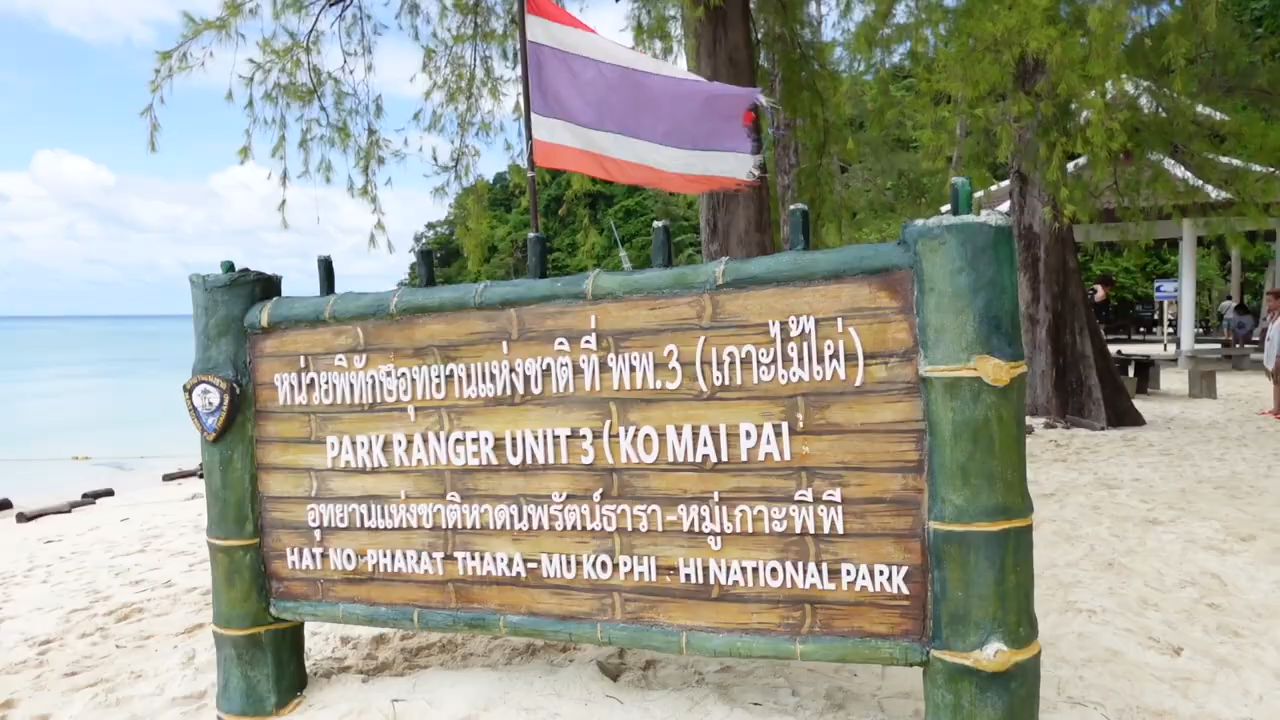 หน่วยพิทักษ์อุทยานแห่งชาติ ที่ พพ.3 (เกาะไม้ไผ่)
PARK RANGER UNIT 3 (KO MAI PAI
อุทยานแห่งชาติหาดนพรัตน์ธารา-หมู่เกาะพีพี
HAT NO PHARAT THARA-MU KO PHI HI NATIONAL PARK